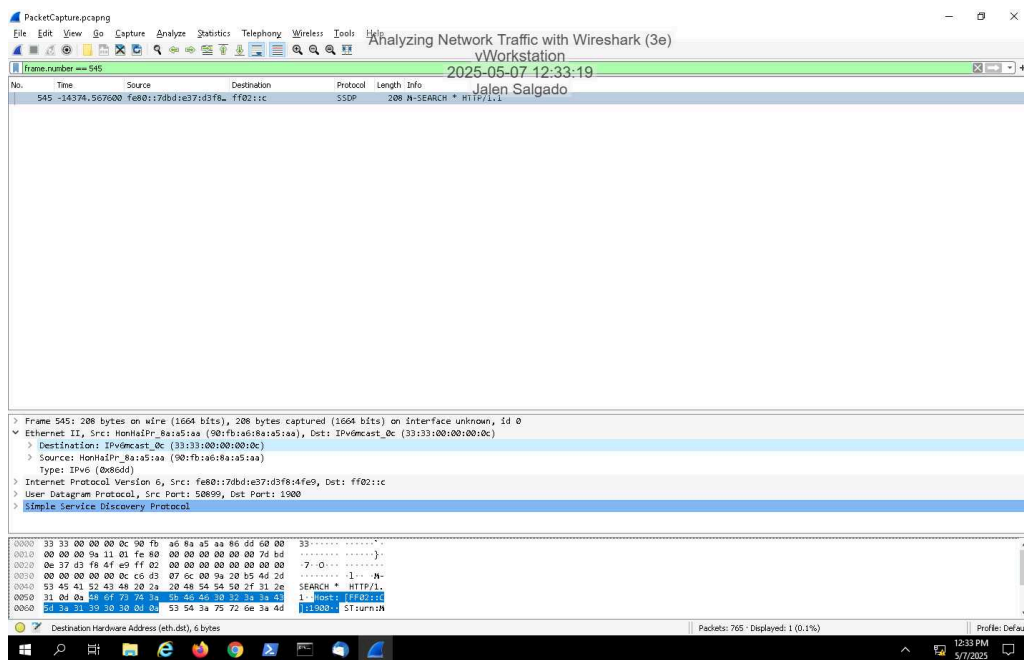 PacketCapture.pcapng
File Edit View Go Capture Analyze Statistics Telephony Wireless Tools Help
Analyzing Network Traffic with Wireshark (3e)
vWorkstation
2025-05-07 12:33:19
Jalen Salgado
frame.number == 545
No. Time Source Destination Protocol Length Info
545 -14374.567600 fe80::7dbd:e37:d3f8… ff02::c SSDP 208 M-SEARCH * HTTP/1.1
Frame 545: 208 bytes on wire (1664 bits), 208 bytes captured (1664 bits) on interface unknown, id 0
Ethernet II, Src: HonHaiPr_8a:a5:aa (90:fb:a6:8a:a5:aa), Dst: IPv6mcast_0c (33:33:00:00:00:0c)
Destination: IPv6mcast_0c (33:33:00:00:00:0c)
Source: HonHaiPr_8a:a5:aa (90:fb:a6:8a:a5:aa)
Type: IPv6 (0x86dd)
Internet Protocol Version 6, Src: fe80::7dbd:e37:d3f8:4fe9, Dst: ff02::c
User Datagram Protocol, Src Port: 50899, Dst Port: 1900
Simple Service Discovery Protocol
0000 33 33 00 00 00 0c 90 fb a6 8a a5 aa 86 dd 60 00 33······ ······`·
0010 00 00 00 9a 11 01 fe 80 00 00 00 00 00 00 7d bd ········ ······}·
0020 0e 37 d3 f8 4f e9 ff 02 00 00 00 00 00 00 00 00 ·7··O··· ········
0030 00 00 00 00 00 0c c6 d3 07 6c 00 9a 20 b5 4d 2d ········ ·l·· ·M-
0040 53 45 41 52 43 48 20 2a 20 48 54 54 50 2f 31 2e SEARCH * HTTP/1.
0050 31 0d 0a 48 6f 73 74 3a 5b 46 46 30 32 3a 3a 43 1··Host: [FF02::C
0060 5d 3a 31 39 30 30 0d 0a 53 54 3a 75 72 6e 3a 4d ]:1900·· ST:urn:M
Destination Hardware Address (eth.dst), 6 bytes Packets: 765 · Displayed: 1 (0.1%) Profile: Defau
12:33 PM
5/7/2025